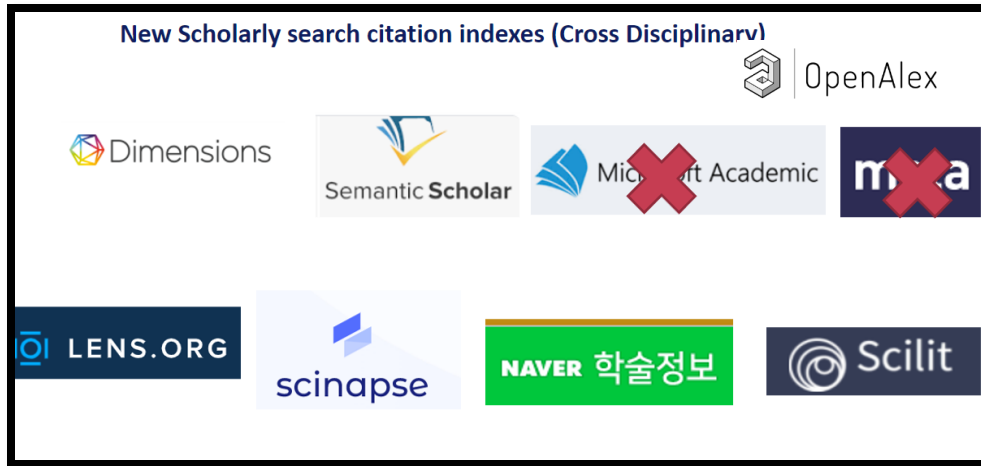 New Scholarly search citation indexes (Cross Disciplinary)
OpenAlex
Dimensions
Semantic Scholar
Academic
LENS.ORG
scinapse
NAVER 학술정보
Scilit